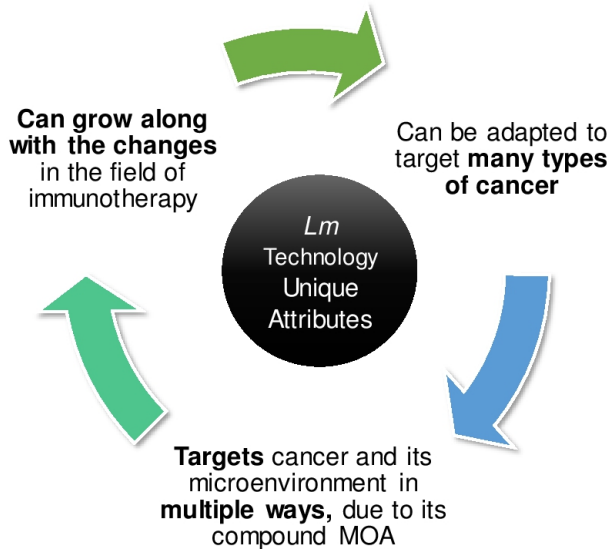 Can grow along
with the changes
in the field of
immunotherapy
Can be adapted to
target many types
of cancer
Lm
Technology
Unique
Attributes
Targets cancer and its
microenvironment in
multiple ways, due to its
compound MOA